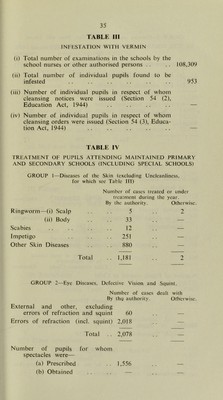 35
TABLE III
INFESTATION WITH VERMIN
(i) Total number of examinations in the schools by the
school nurses or other authorised persons . . 108,309
(ii) Total number of individual pupils found to be
infested . . . . . . 953
(iii) Number of individual pupils in respect of whom
cleansing notices were issued (Section 54 (2),
Education Act, 1944) . . . . —
(iv) Number of individual pupils in respect of whom
cleansing orders were issued (Section 54 (3), Educa-
tion Act, 1944) . . . . —
TABLE IV
TREATMENT OF PUPILS ATTENDING MAINTAINED PRIMARY
AND SECONDARY SCHOOLS (INCLUDING SPECIAL SCHOOLS)
GROUP 1—Diseases of the Skin (excluding Uncleanliness,
for which see Table III)
Number of cases treated or under
treatment during the year.
By the authority. Otherwise.
Ringworm—(i) Scalp . . 5 2
(ii) Body . . 33 —
Scabies . . 12 —
Impetigo . . 251 —
Other Skin Diseases . . 880 —
Total . . 1,181 2
GROUP 2—Eye Diseases, Defective Vision and Squint.
Number of cases dealt with
By the authority. Otherwise.
External and other, excluding
errors of refraction and squint 60 —
Errors of refraction (incl. squint) 2,018 —
Total . . 2,078 —
Number of pupils for whom
spectacles were—
(a) Prescribed . . 1,556 —
(b) Obtained . . — —